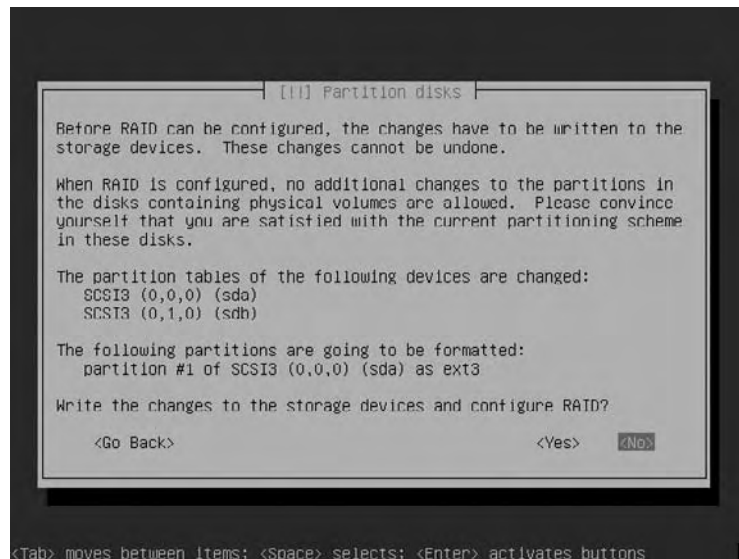 [!!] Partition disks
Before RAID can be configured, the changes have to be written to the
storage devices.  These changes cannot be undone.
When RAID is configured, no additional changes to the partitions in
the disks containing physical volumes are allowed.  Please convince
yourself that you are satisfied with the current partitioning scheme
in these disks.
The partition tables of the following devices are changed:
SCSI3 (0,0,0) (sda)
SCSI3 (0,1,0) (sdb)
The following partitions are going to be formatted:
partition #1 of SCSI3 (0,0,0) (sda) as ext3
Write the changes to the storage devices and configure RAID?
<Go Back> <Yes> <No>
<Tab> moves between items; <Space> selects; <Enter> activates buttons